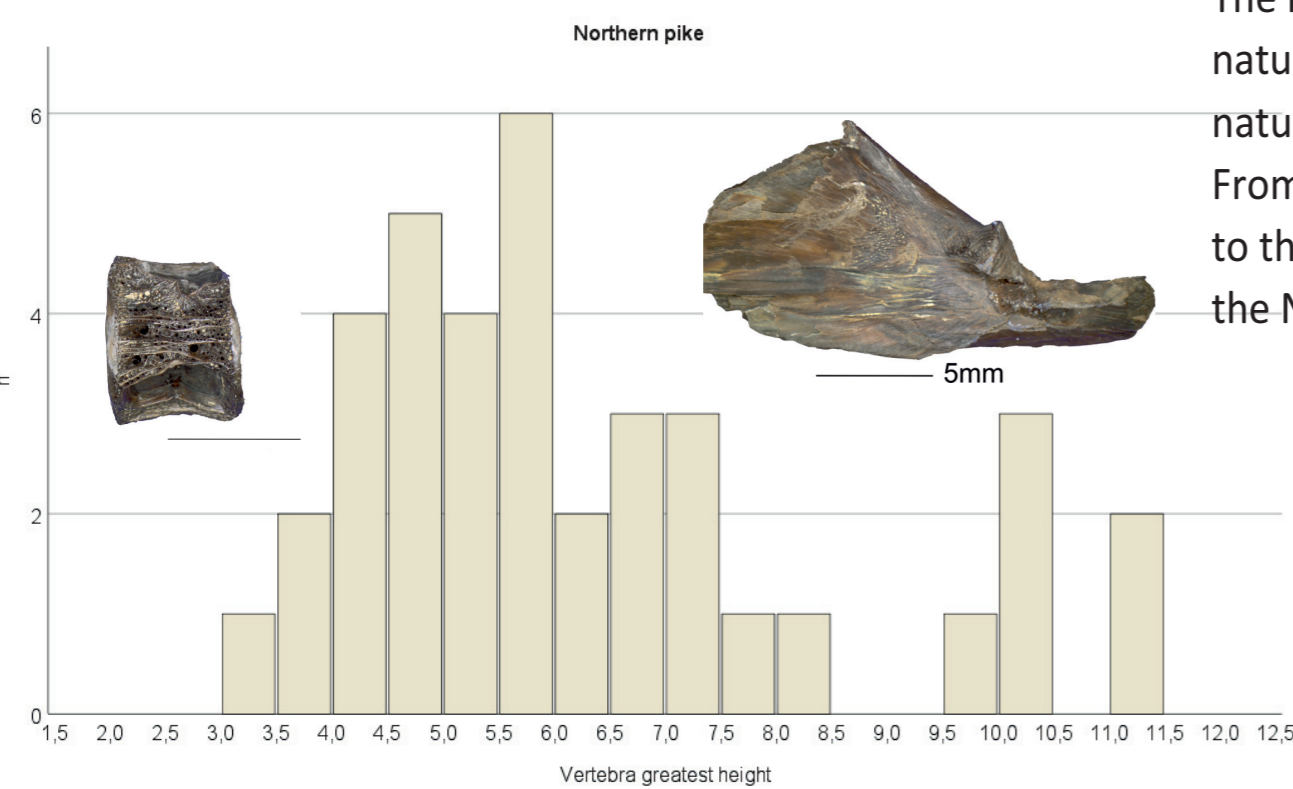 Northern pike
The
natu
natu
From
to th
the N
6
4
2
0
n
5mm
1,5 2,0 2,5 3,0 3,5 4,0 4,5 5,0 5,5 6,0 6,5 7,0 7,5 8,0 8,5 9,0 9,5 10,0 10,5 11,0 11,5 12,0 12,5
Vertebra greatest height